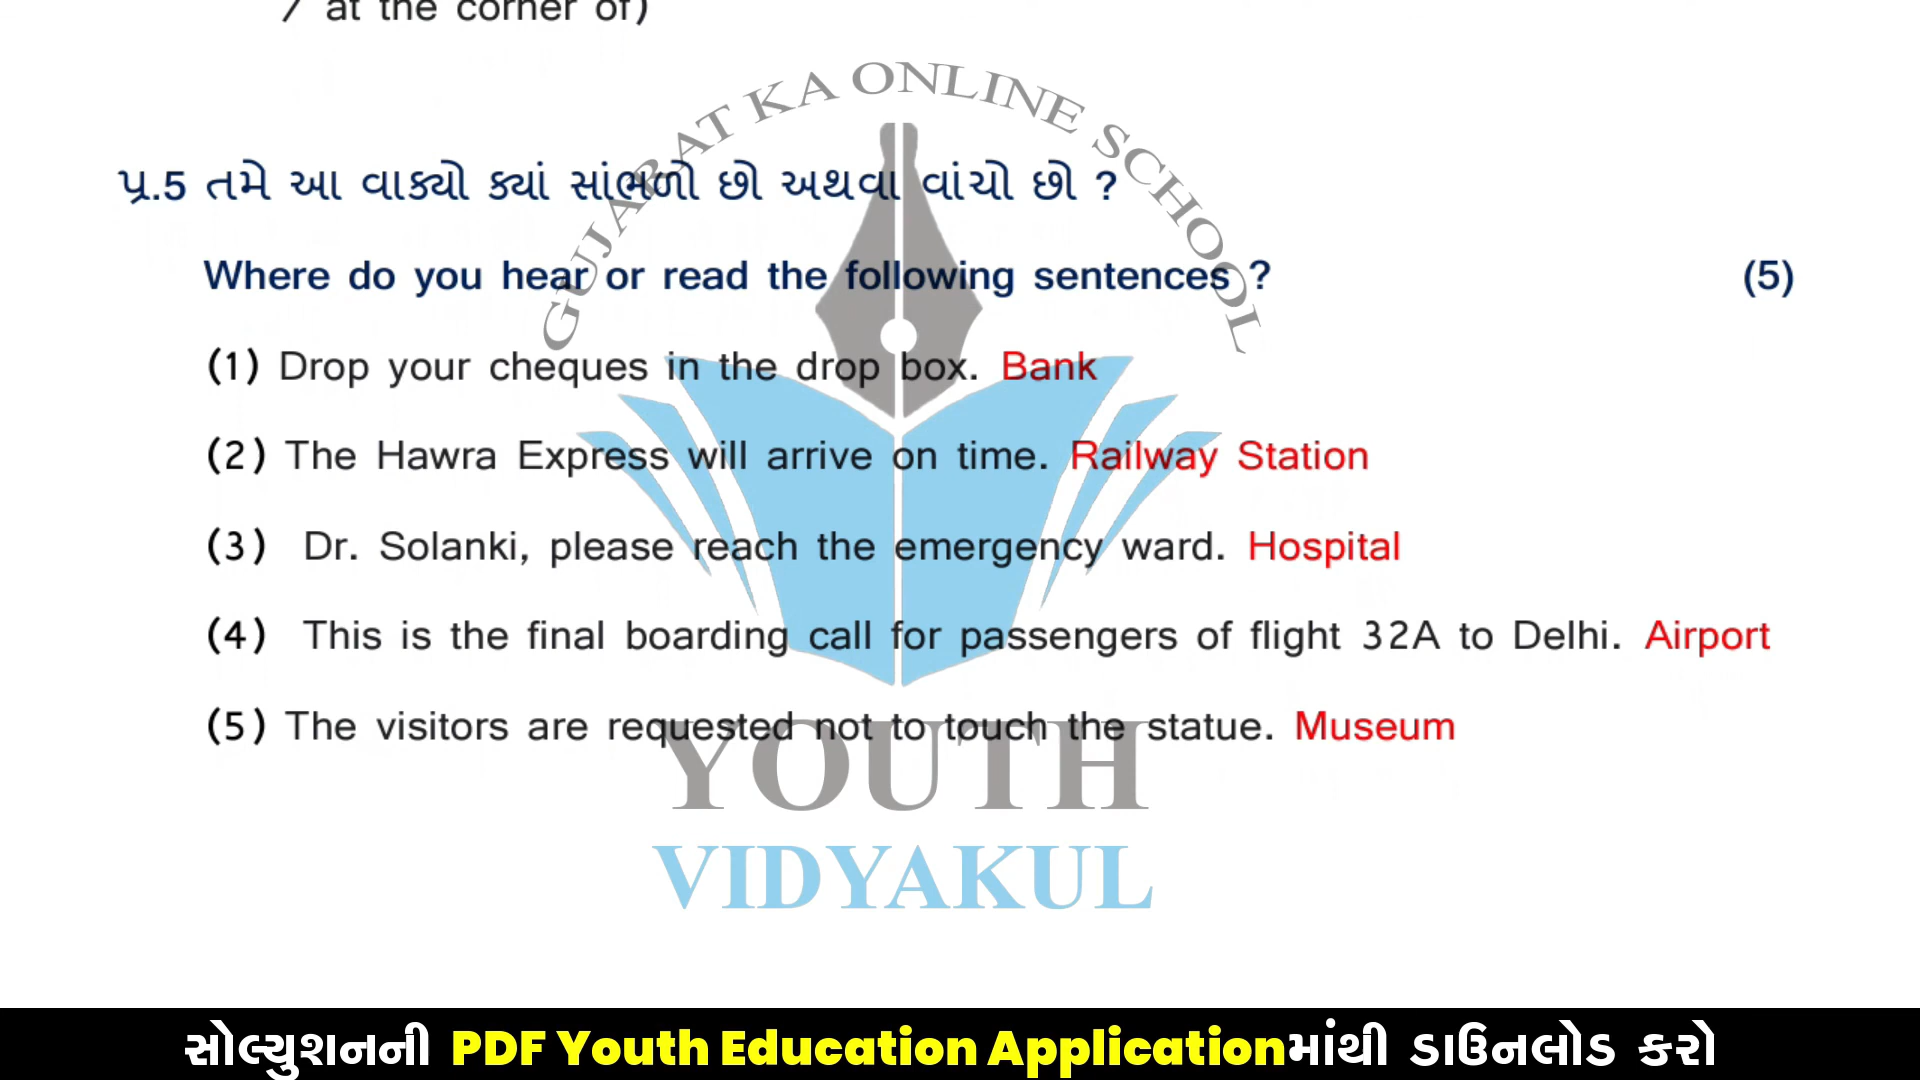 / at the corner of)
GUJARAT KA ONLINE SCHOOL
પ્ર.5 તમે આ વાક્યો ક્યાં સાંભળો છો અથવા વાંચો છો ?
Where do you hear or read the following sentences ? (5)
(1) Drop your cheques in the drop box. Bank
(2) The Hawra Express will arrive on time. Railway Station
(3) Dr. Solanki, please reach the emergency ward. Hospital
(4) This is the final boarding call for passengers of flight 32A to Delhi. Airport
(5) The visitors are requested not to touch the statue. Museum
YOUTH
VIDYAKUL
સોલ્યુશનની PDF Youth Education Applicationમાંથી ડાઉનલોડ કરો